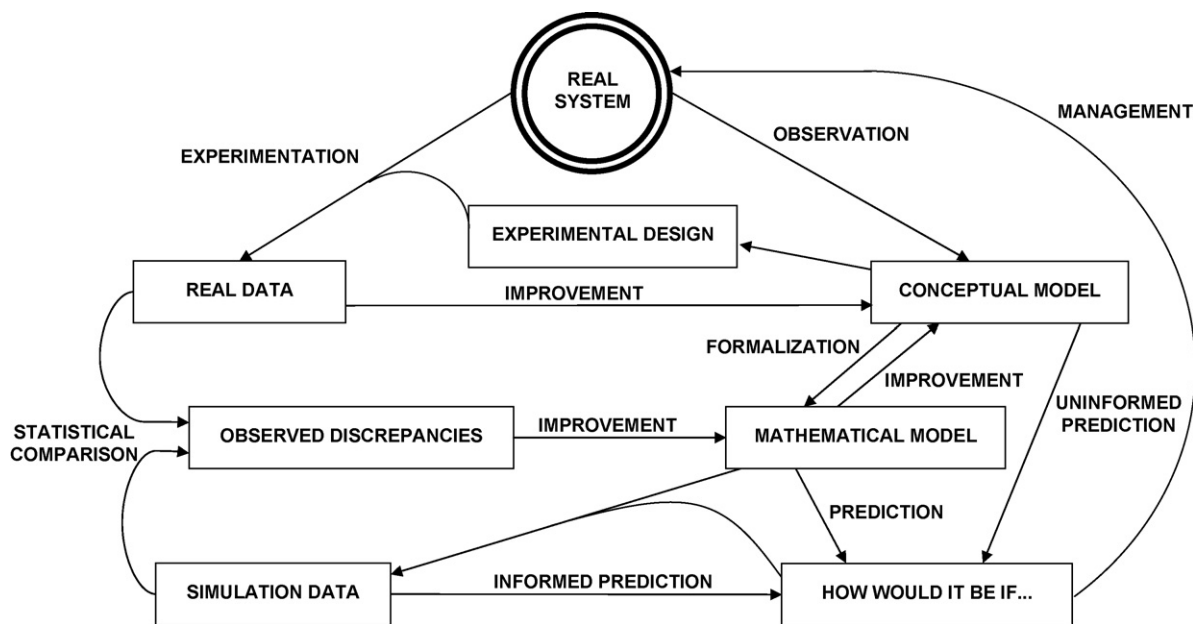 REAL
SYSTEM
MANAGEMENT
OBSERVATION
EXPERIMENTATION
EXPERIMENTAL DESIGN
REAL DATA
IMPROVEMENT
CONCEPTUAL MODEL
FORMALIZATION
IMPROVEMENT
UNINFORMED
PREDICTION
STATISTICAL
COMPARISON
OBSERVED DISCREPANCIES
IMPROVEMENT
MATHEMATICAL MODEL
PREDICTION
SIMULATION DATA
INFORMED PREDICTION
HOW WOULD IT BE IF...